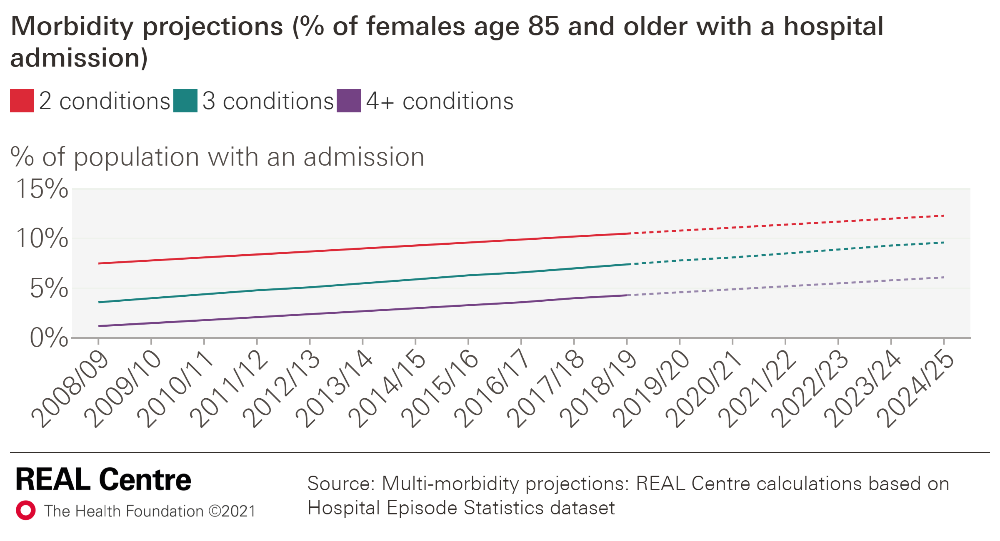 Morbidity projections (% of females age 85 and older with a hospital
admission)
2 conditions 3 conditions 4+ conditions
% of population with an admission
15%
10%
5%
0%
2008/09 2009/10 2010/11 2011/12 2012/13 2013/14 2014/15 2015/16 2016/17 2017/18 2018/19 2019/20 2020/21 2021/22 2022/23 2023/24 2024/25
REAL Centre
The Health Foundation ©2021
Source: Multi-morbidity projections: REAL Centre calculations based on
Hospital Episode Statistics dataset